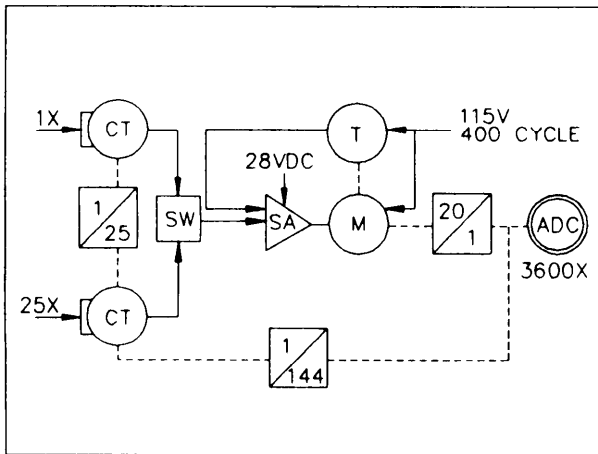 1X
CT
T
115V
400 CYCLE
28VDC
1/25
SW
SA
M
20/1
ADC
3600X
25X
CT
1/144